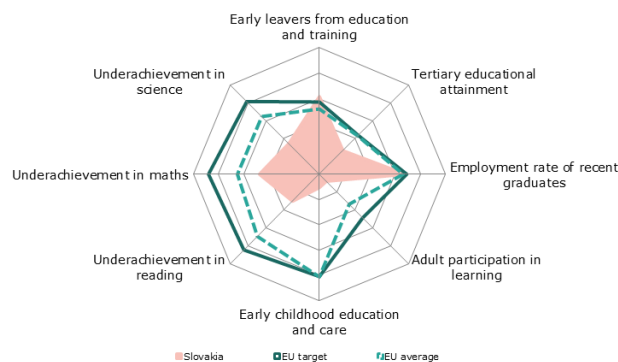 Early leavers from education
and training
Underachievement in
science
Tertiary educational
attainment
Underachievement in maths
Employment rate of recent
graduates
Underachievement in
reading
Adult participation in
learning
Early childhood education
and care
Slovakia
EU target
EU average